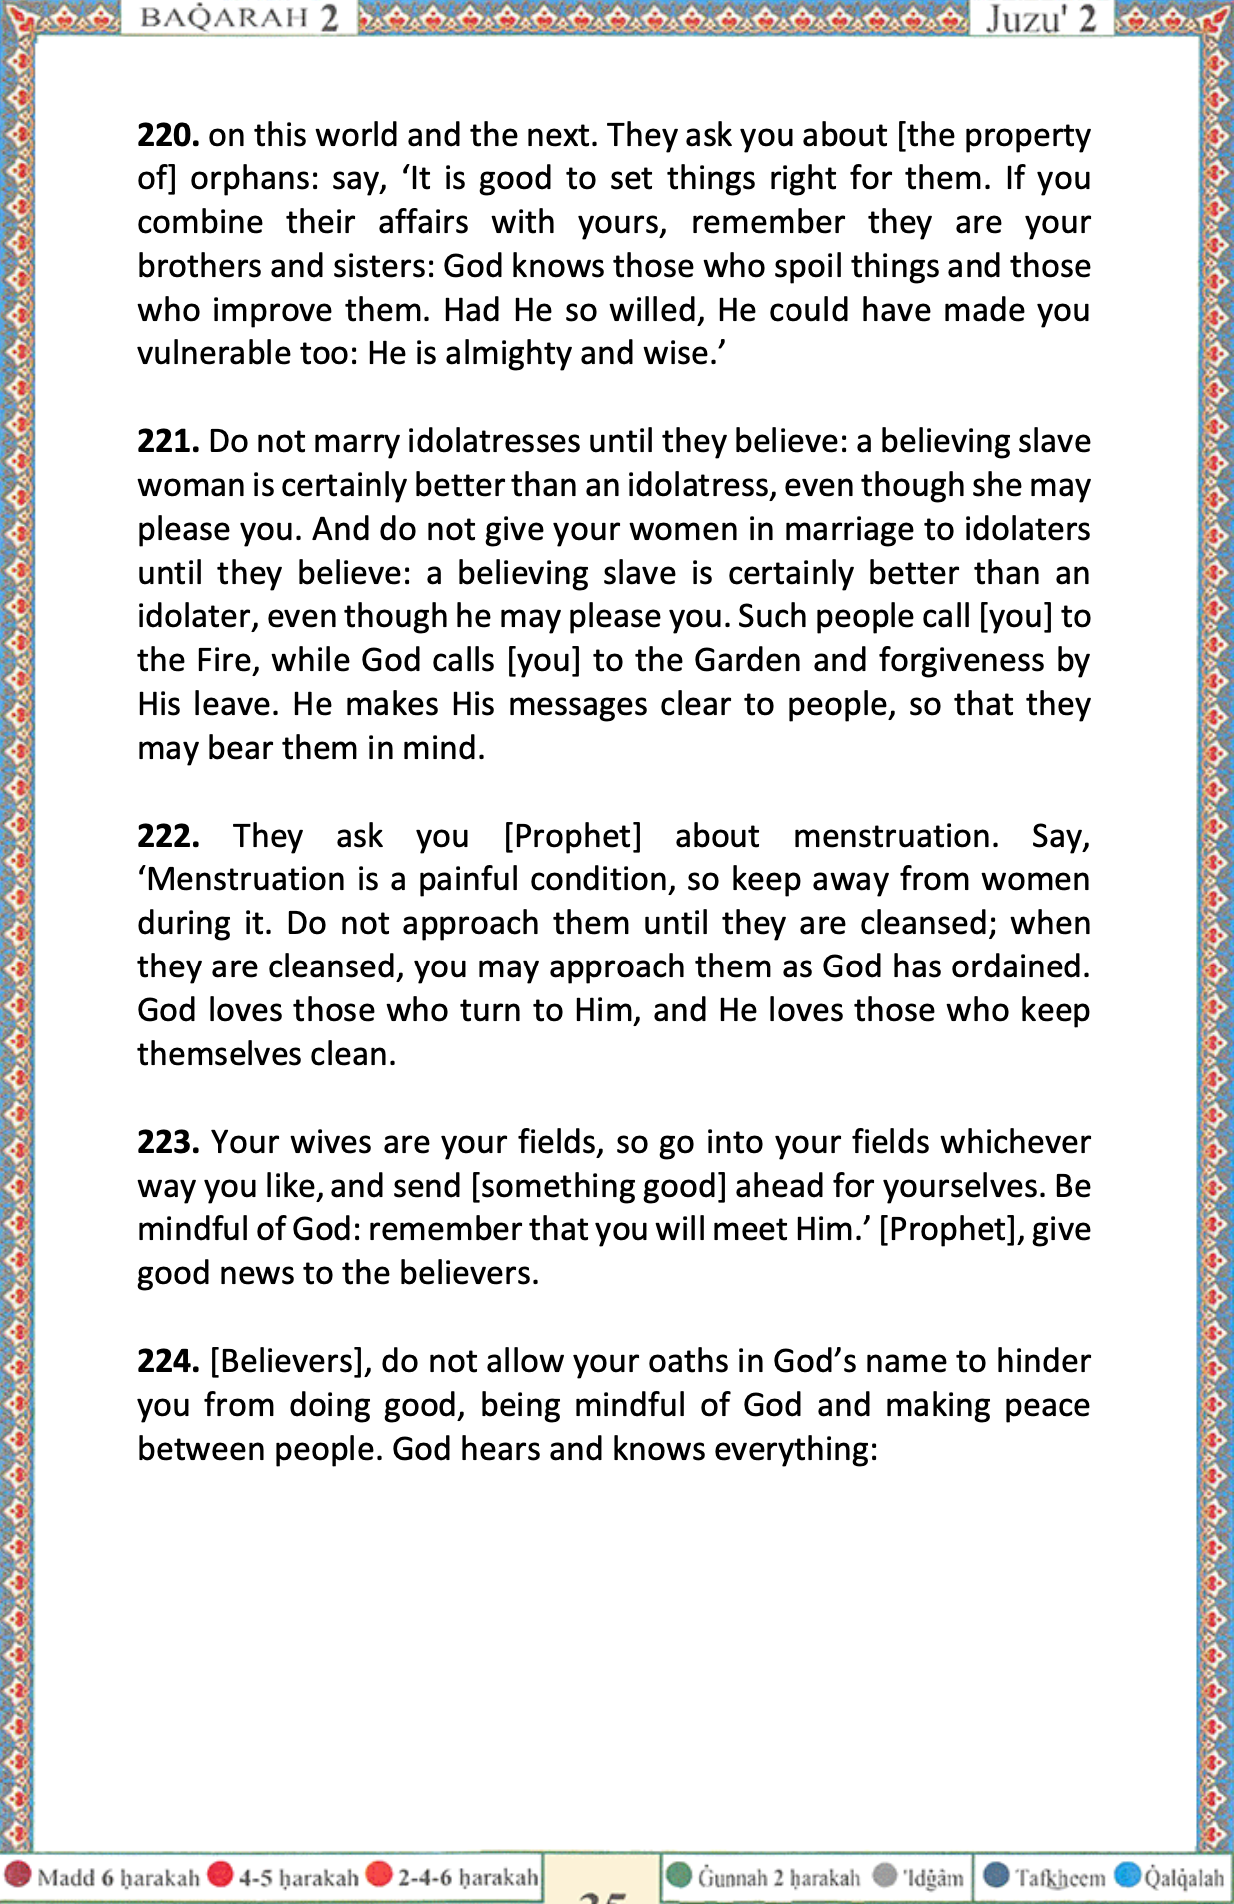 BAQ̇ARAH 2
Juzu' 2
220. on this world and the next. They ask you about [the property
of] orphans: say, ‘It is good to set things right for them. If you
combine their affairs with yours, remember they are your
brothers and sisters: God knows those who spoil things and those
who improve them. Had He so willed, He could have made you
vulnerable too: He is almighty and wise.’
221. Do not marry idolatresses until they believe: a believing slave
woman is certainly better than an idolatress, even though she may
please you. And do not give your women in marriage to idolaters
until they believe: a believing slave is certainly better than an
idolater, even though he may please you. Such people call [you] to
the Fire, while God calls [you] to the Garden and forgiveness by
His leave. He makes His messages clear to people, so that they
may bear them in mind.
222. They ask you [Prophet] about menstruation. Say,
‘Menstruation is a painful condition, so keep away from women
during it. Do not approach them until they are cleansed; when
they are cleansed, you may approach them as God has ordained.
God loves those who turn to Him, and He loves those who keep
themselves clean.
223. Your wives are your fields, so go into your fields whichever
way you like, and send [something good] ahead for yourselves. Be
mindful of God: remember that you will meet Him.’ [Prophet], give
good news to the believers.
224. [Believers], do not allow your oaths in God’s name to hinder
you from doing good, being mindful of God and making peace
between people. God hears and knows everything:
Madd 6 ḥarakah 4-5 ḥarakah 2-4-6 ḥarakah
35
Ġunnah 2 ḥarakah 'Idġâm Tafkheem Q̇alq̇alah